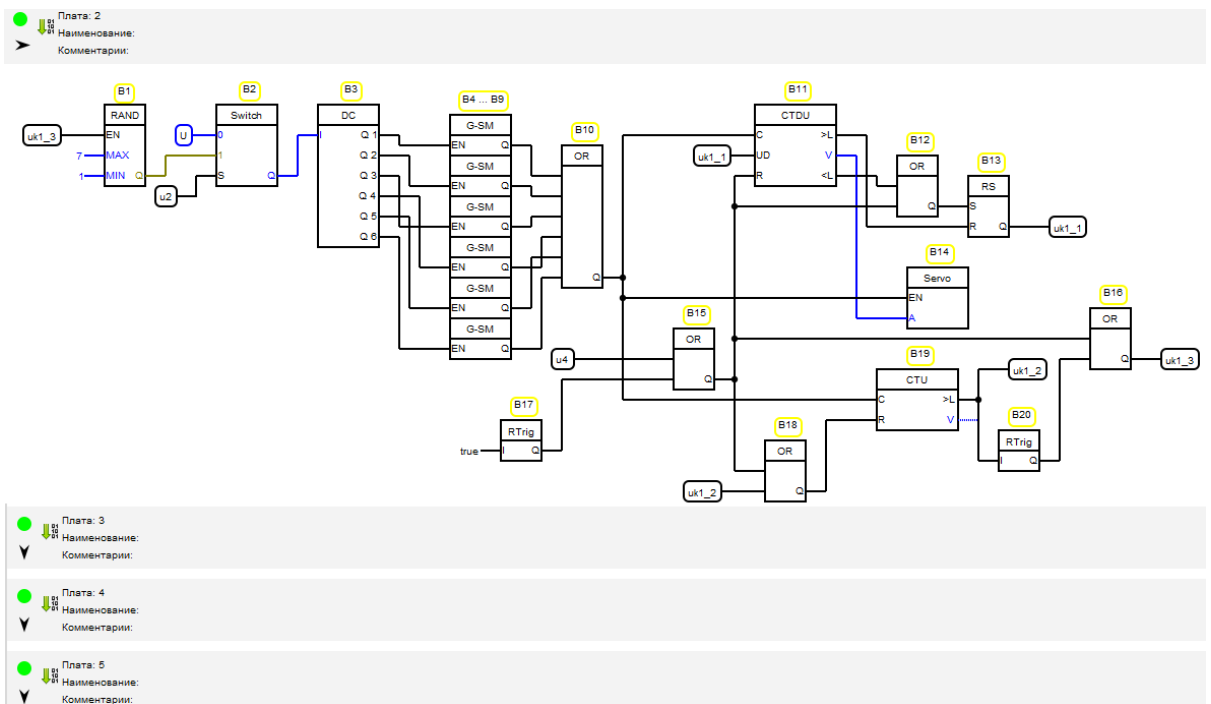 Плата: 2
Наименование:
Комментарии:
B1
RAND
EN
MAX
MIN Q
uk1_3
7
1
B2
Switch
0
1
S
Q
U
u2
B3
DC
I
Q 1
Q 2
Q 3
Q 4
Q 5
Q 6
B4 ... B9
G-SM
EN Q
G-SM
EN Q
G-SM
EN Q
G-SM
EN Q
G-SM
EN Q
G-SM
EN Q
B10
OR
Q
B11
CTDU
C >L
UD V
R <L
uk1_1
B12
OR
Q
B13
RS
S
R Q
uk1_1
B14
Servo
EN
A
B15
OR
Q
u4
B16
OR
Q
uk1_3
B17
RTrig
true
I Q
B18
OR
Q
uk1_2
B19
CTU
C >L
R V
uk1_2
B20
RTrig
I Q
Плата: 3
Наименование:
Комментарии:
Плата: 4
Наименование:
Комментарии:
Плата: 5
Наименование:
Комментарии: